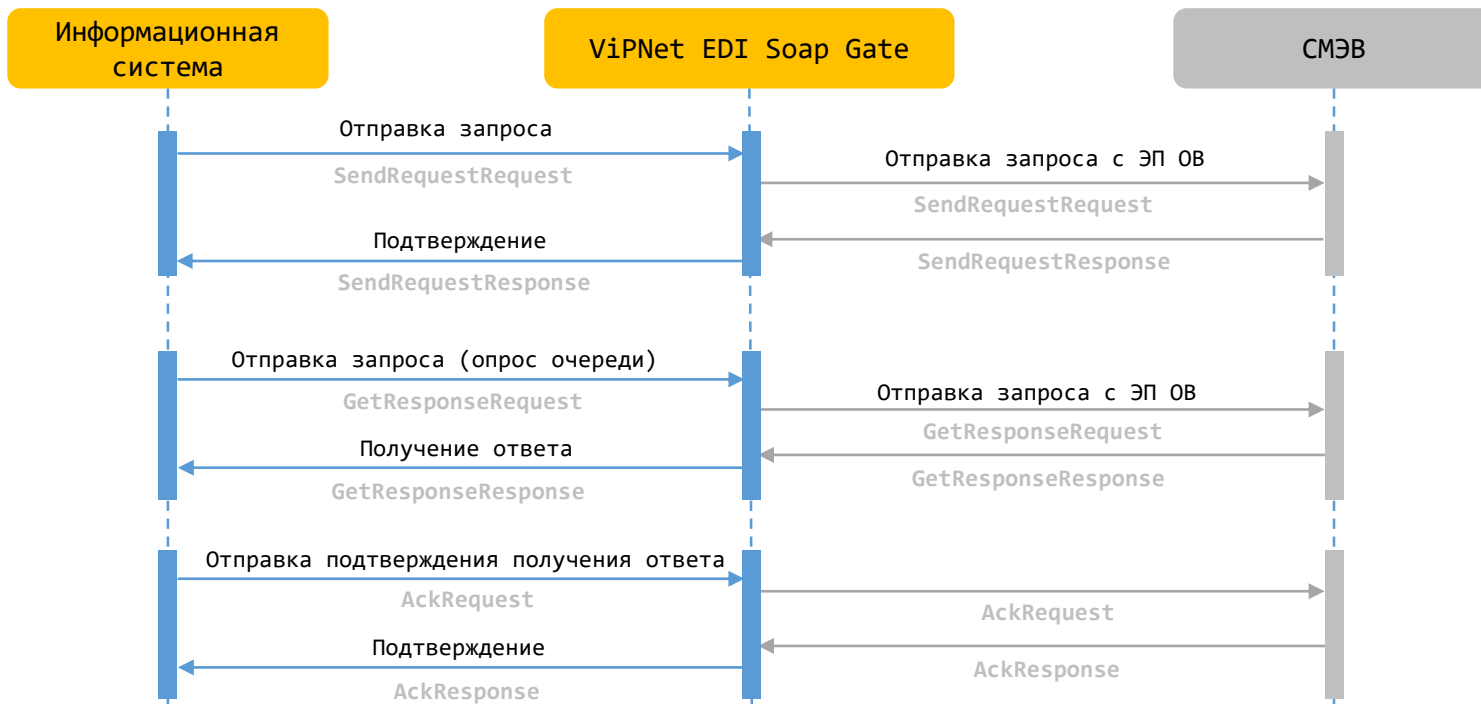 Информационная
система
ViPNet EDI Soap Gate
СМЭВ
Отправка запроса
SendRequestRequest
Отправка запроса с ЭП ОВ
SendRequestRequest
SendRequestResponse
Подтверждение
SendRequestResponse
Отправка запроса (опрос очереди)
GetResponseRequest
Отправка запроса с ЭП ОВ
GetResponseRequest
GetResponseResponse
Получение ответа
GetResponseResponse
Отправка подтверждения получения ответа
AckRequest
AckRequest
AckResponse
Подтверждение
AckResponse